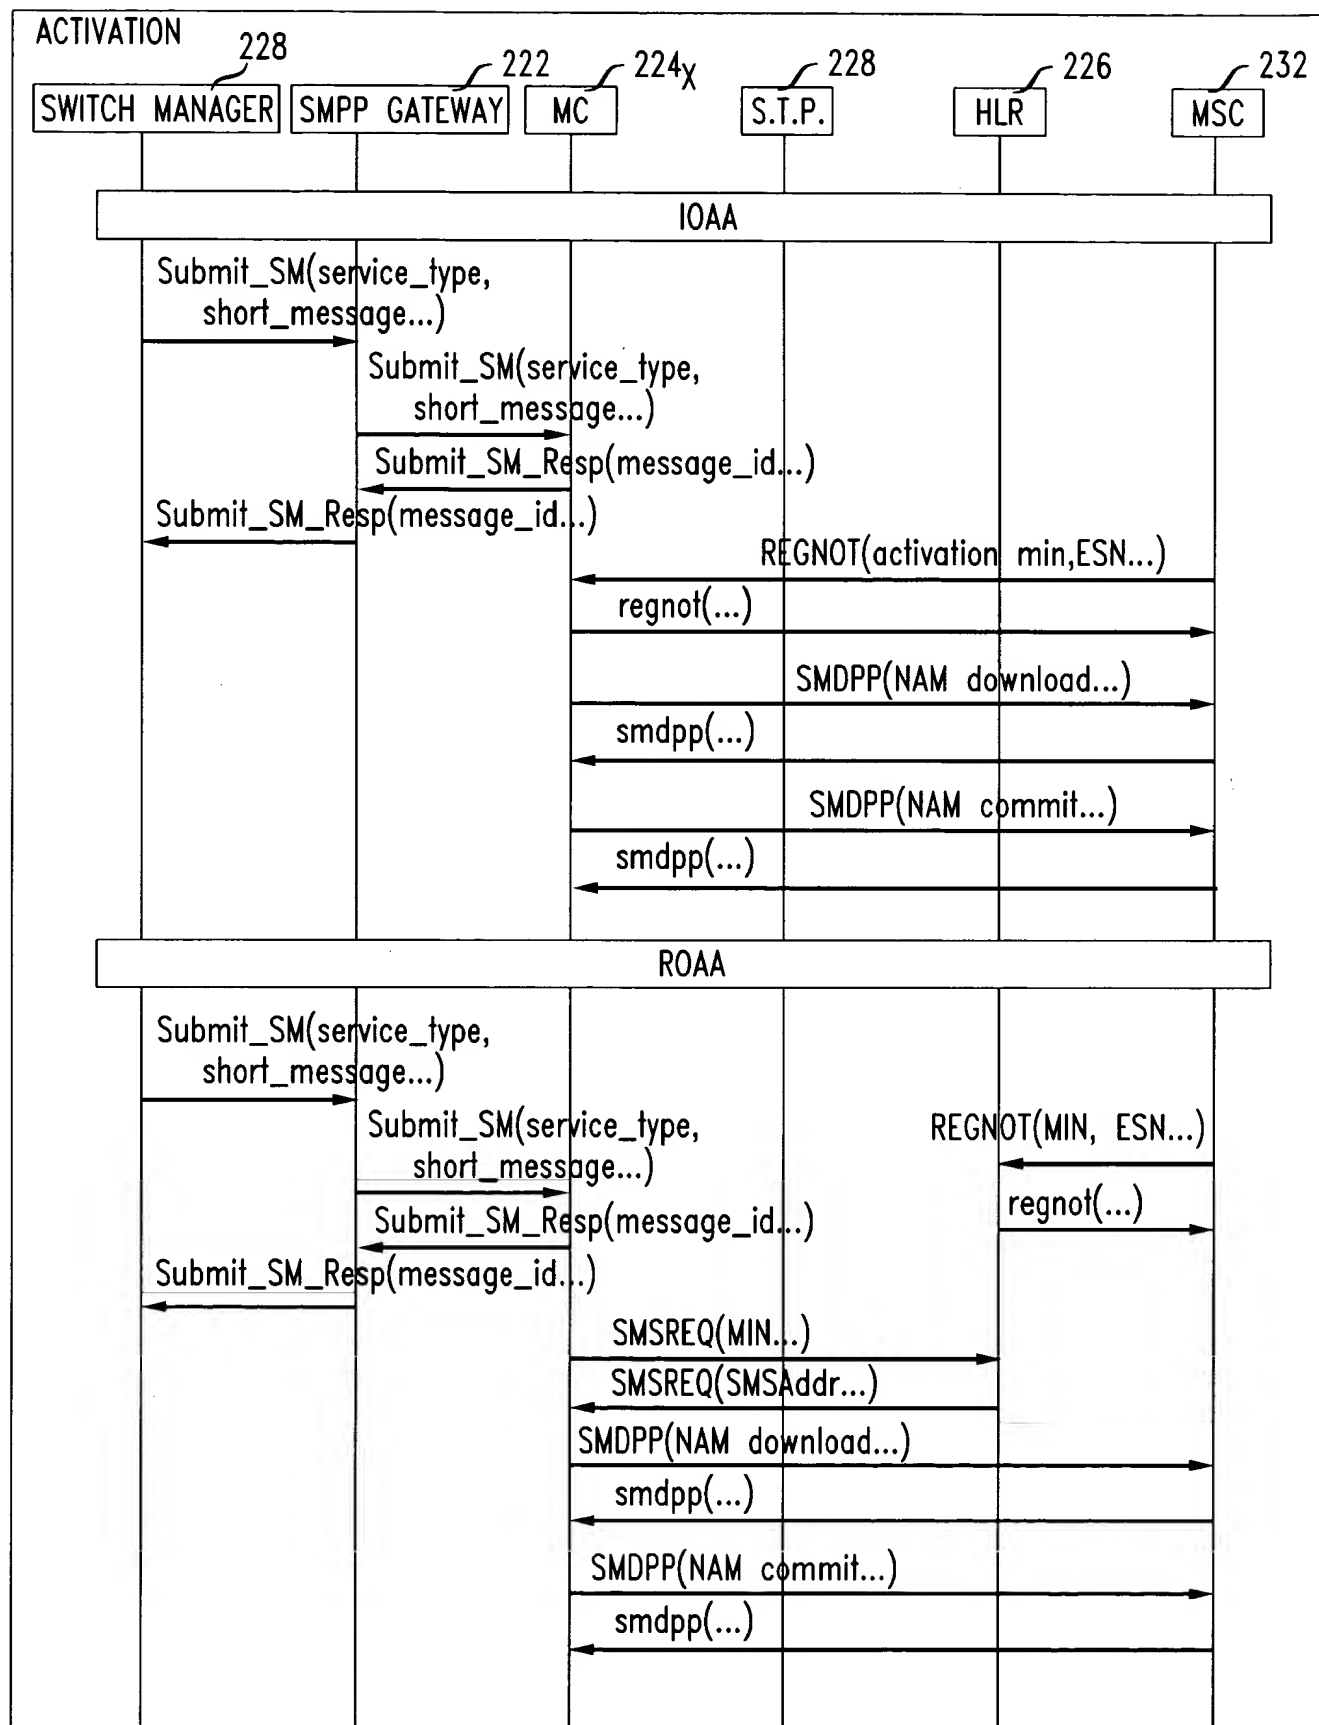 ACTIVATION
228
222
224X
228
226
232
SWITCH MANAGER
SMPP GATEWAY
MC
S.T.P.
HLR
MSC
IOAA
Submit_SM(service_type,
short_message...)
Submit_SM(service_type,
short_message...)
Submit_SM_Resp(message_id...)
Submit_SM_Resp(message_id...)
REGNOT(activation min,ESN...)
regnot(...)
SMDPP(NAM download...)
smdpp(...)
SMDPP(NAM commit...)
smdpp(...)
ROAA
Submit_SM(service_type,
short_message...)
Submit_SM(service_type,
short_message...)
REGNOT(MIN, ESN...)
regnot(...)
Submit_SM_Resp(message_id...)
Submit_SM_Resp(message_id...)
SMSREQ(MIN...)
SMSREQ(SMSAddr...)
SMDPP(NAM download...)
smdpp(...)
SMDPP(NAM commit...)
smdpp(...)